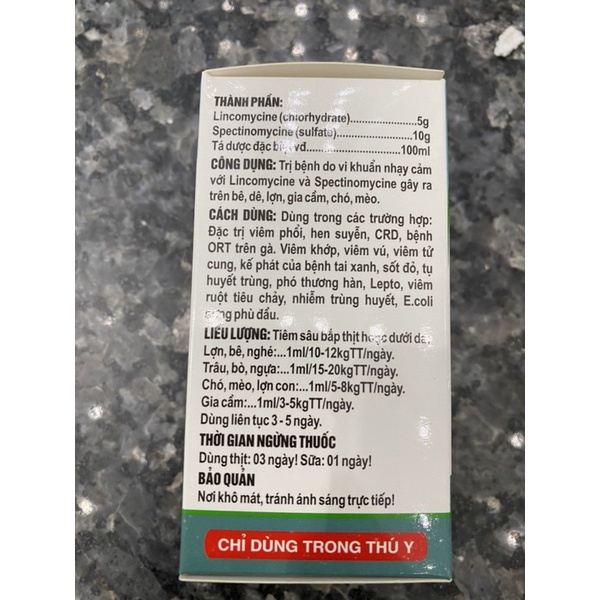 THÀNH PHẦN:
Lincomycine (chlorhydrate).......................5g
Spectinomycine (sulfate)..........................10g
Tá dược đặc biệt vđ................................100ml
CÔNG DỤNG: Trị bệnh do vi khuẩn nhạy cảm
với Lincomycine và Spectinomycine gây ra
trên bê, dê, lợn, gia cầm, chó, mèo.
CÁCH DÙNG: Dùng trong các trường hợp:
Đặc trị viêm phổi, hen suyễn, CRD, bệnh
ORT trên gà. Viêm khớp, viêm vú, viêm tử
cung, kế phát của bệnh tai xanh, sốt đỏ, tụ
huyết trùng, phó thương hàn, Lepto, viêm
ruột tiêu chảy, nhiễm trùng huyết, E.coli
sưng phù đầu.
LIỀU LƯỢNG: Tiêm sâu bắp thịt hoặc dưới da.
Lợn, bê, nghé:...1ml/10-12kgTT/ngày.
Trâu, bò, ngựa:...1ml/15-20kgTT/ngày.
Chó, mèo, lợn con:...1ml/5-8kgTT/ngày.
Gia cầm:...1ml/3-5kgTT/ngày.
Dùng liên tục 3 - 5 ngày.
THỜI GIAN NGỪNG THUỐC
Dùng thịt: 03 ngày! Sữa: 01 ngày!
BẢO QUẢN
Nơi khô mát, tránh ánh sáng trực tiếp!
CHỈ DÙNG TRONG THÚ Y